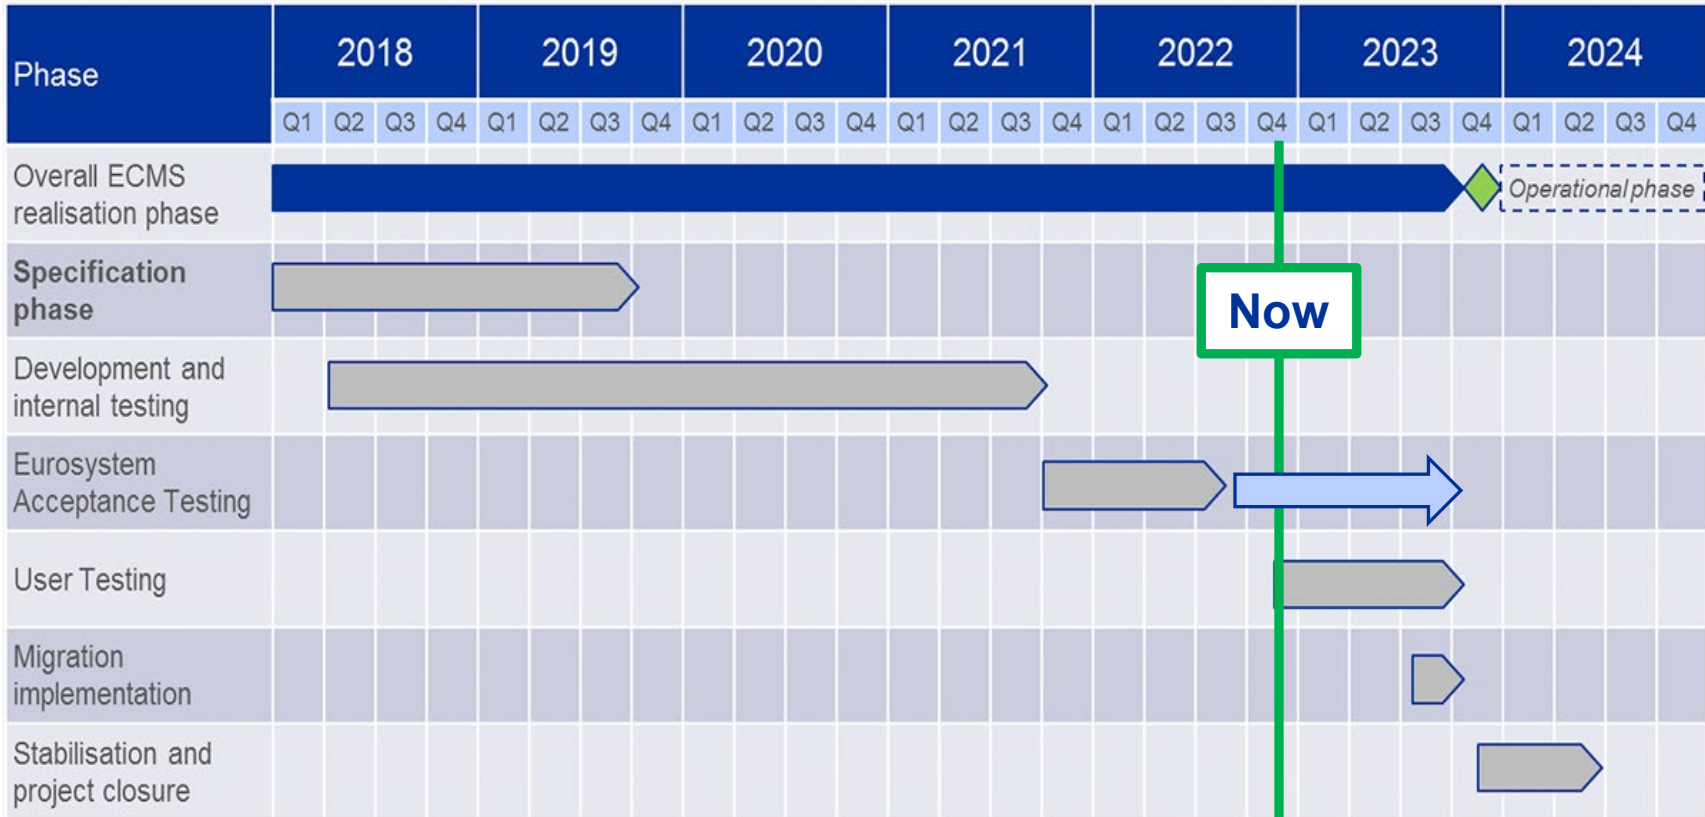 Phase
2018 2019 2020 2021 2022 2023 2024
Q1 Q2 Q3 Q4 Q1 Q2 Q3 Q4 Q1 Q2 Q3 Q4 Q1 Q2 Q3 Q4 Q1 Q2 Q3 Q4 Q1 Q2 Q3 Q4 Q1 Q2 Q3 Q4
Overall ECMS
realisation phase
Operational phase
Specification
phase
Now
Development and
internal testing
Eurosystem
Acceptance Testing
User Testing
Migration
implementation
Stabilisation and
project closure